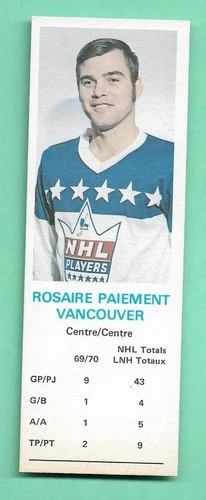 NHL
PLAYERS
ROSAIRE PAIEMENT
VANCOUVER
Centre/Centre
69/70 NHL Totals
LNH Totaux
GP/PJ 9 43
G/B 1 4
A/A 1 5
TP/PT 2 9